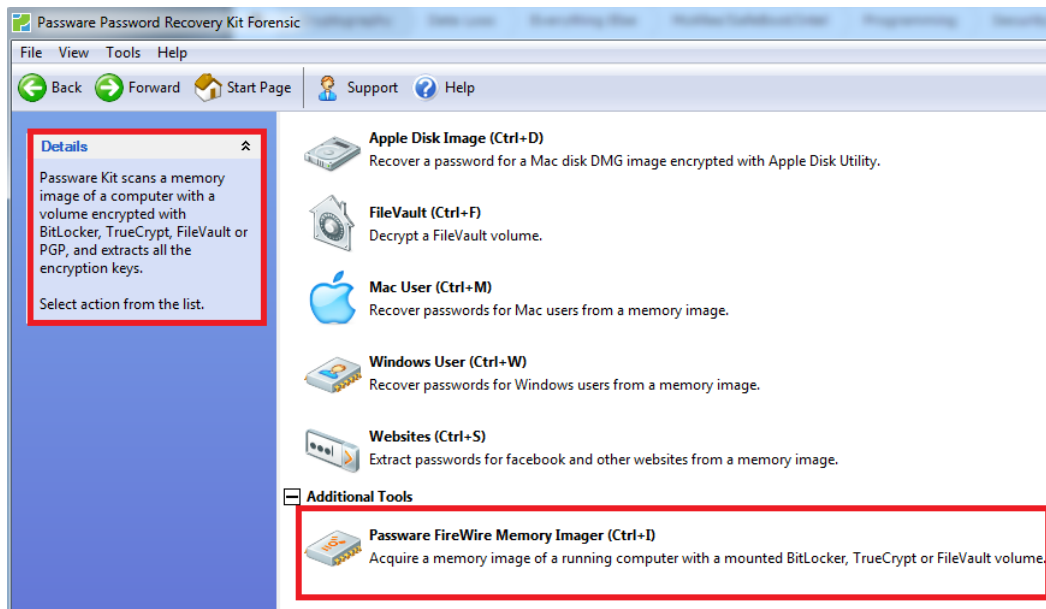 Passware Password Recovery Kit Forensic
File View Tools Help
Back Forward Start Page Support Help
Details
Passware Kit scans a memory
image of a computer with a
volume encrypted with
BitLocker, TrueCrypt, FileVault or
PGP, and extracts all the
encryption keys.
Select action from the list.
Apple Disk Image (Ctrl+D)
Recover a password for a Mac disk DMG image encrypted with Apple Disk Utility.
FileVault (Ctrl+F)
Decrypt a FileVault volume.
Mac User (Ctrl+M)
Recover passwords for Mac users from a memory image.
Windows User (Ctrl+W)
Recover passwords for Windows users from a memory image.
Websites (Ctrl+S)
Extract passwords for facebook and other websites from a memory image.
Additional Tools
Passware FireWire Memory Imager (Ctrl+I)
Acquire a memory image of a running computer with a mounted BitLocker, TrueCrypt or FileVault volume.